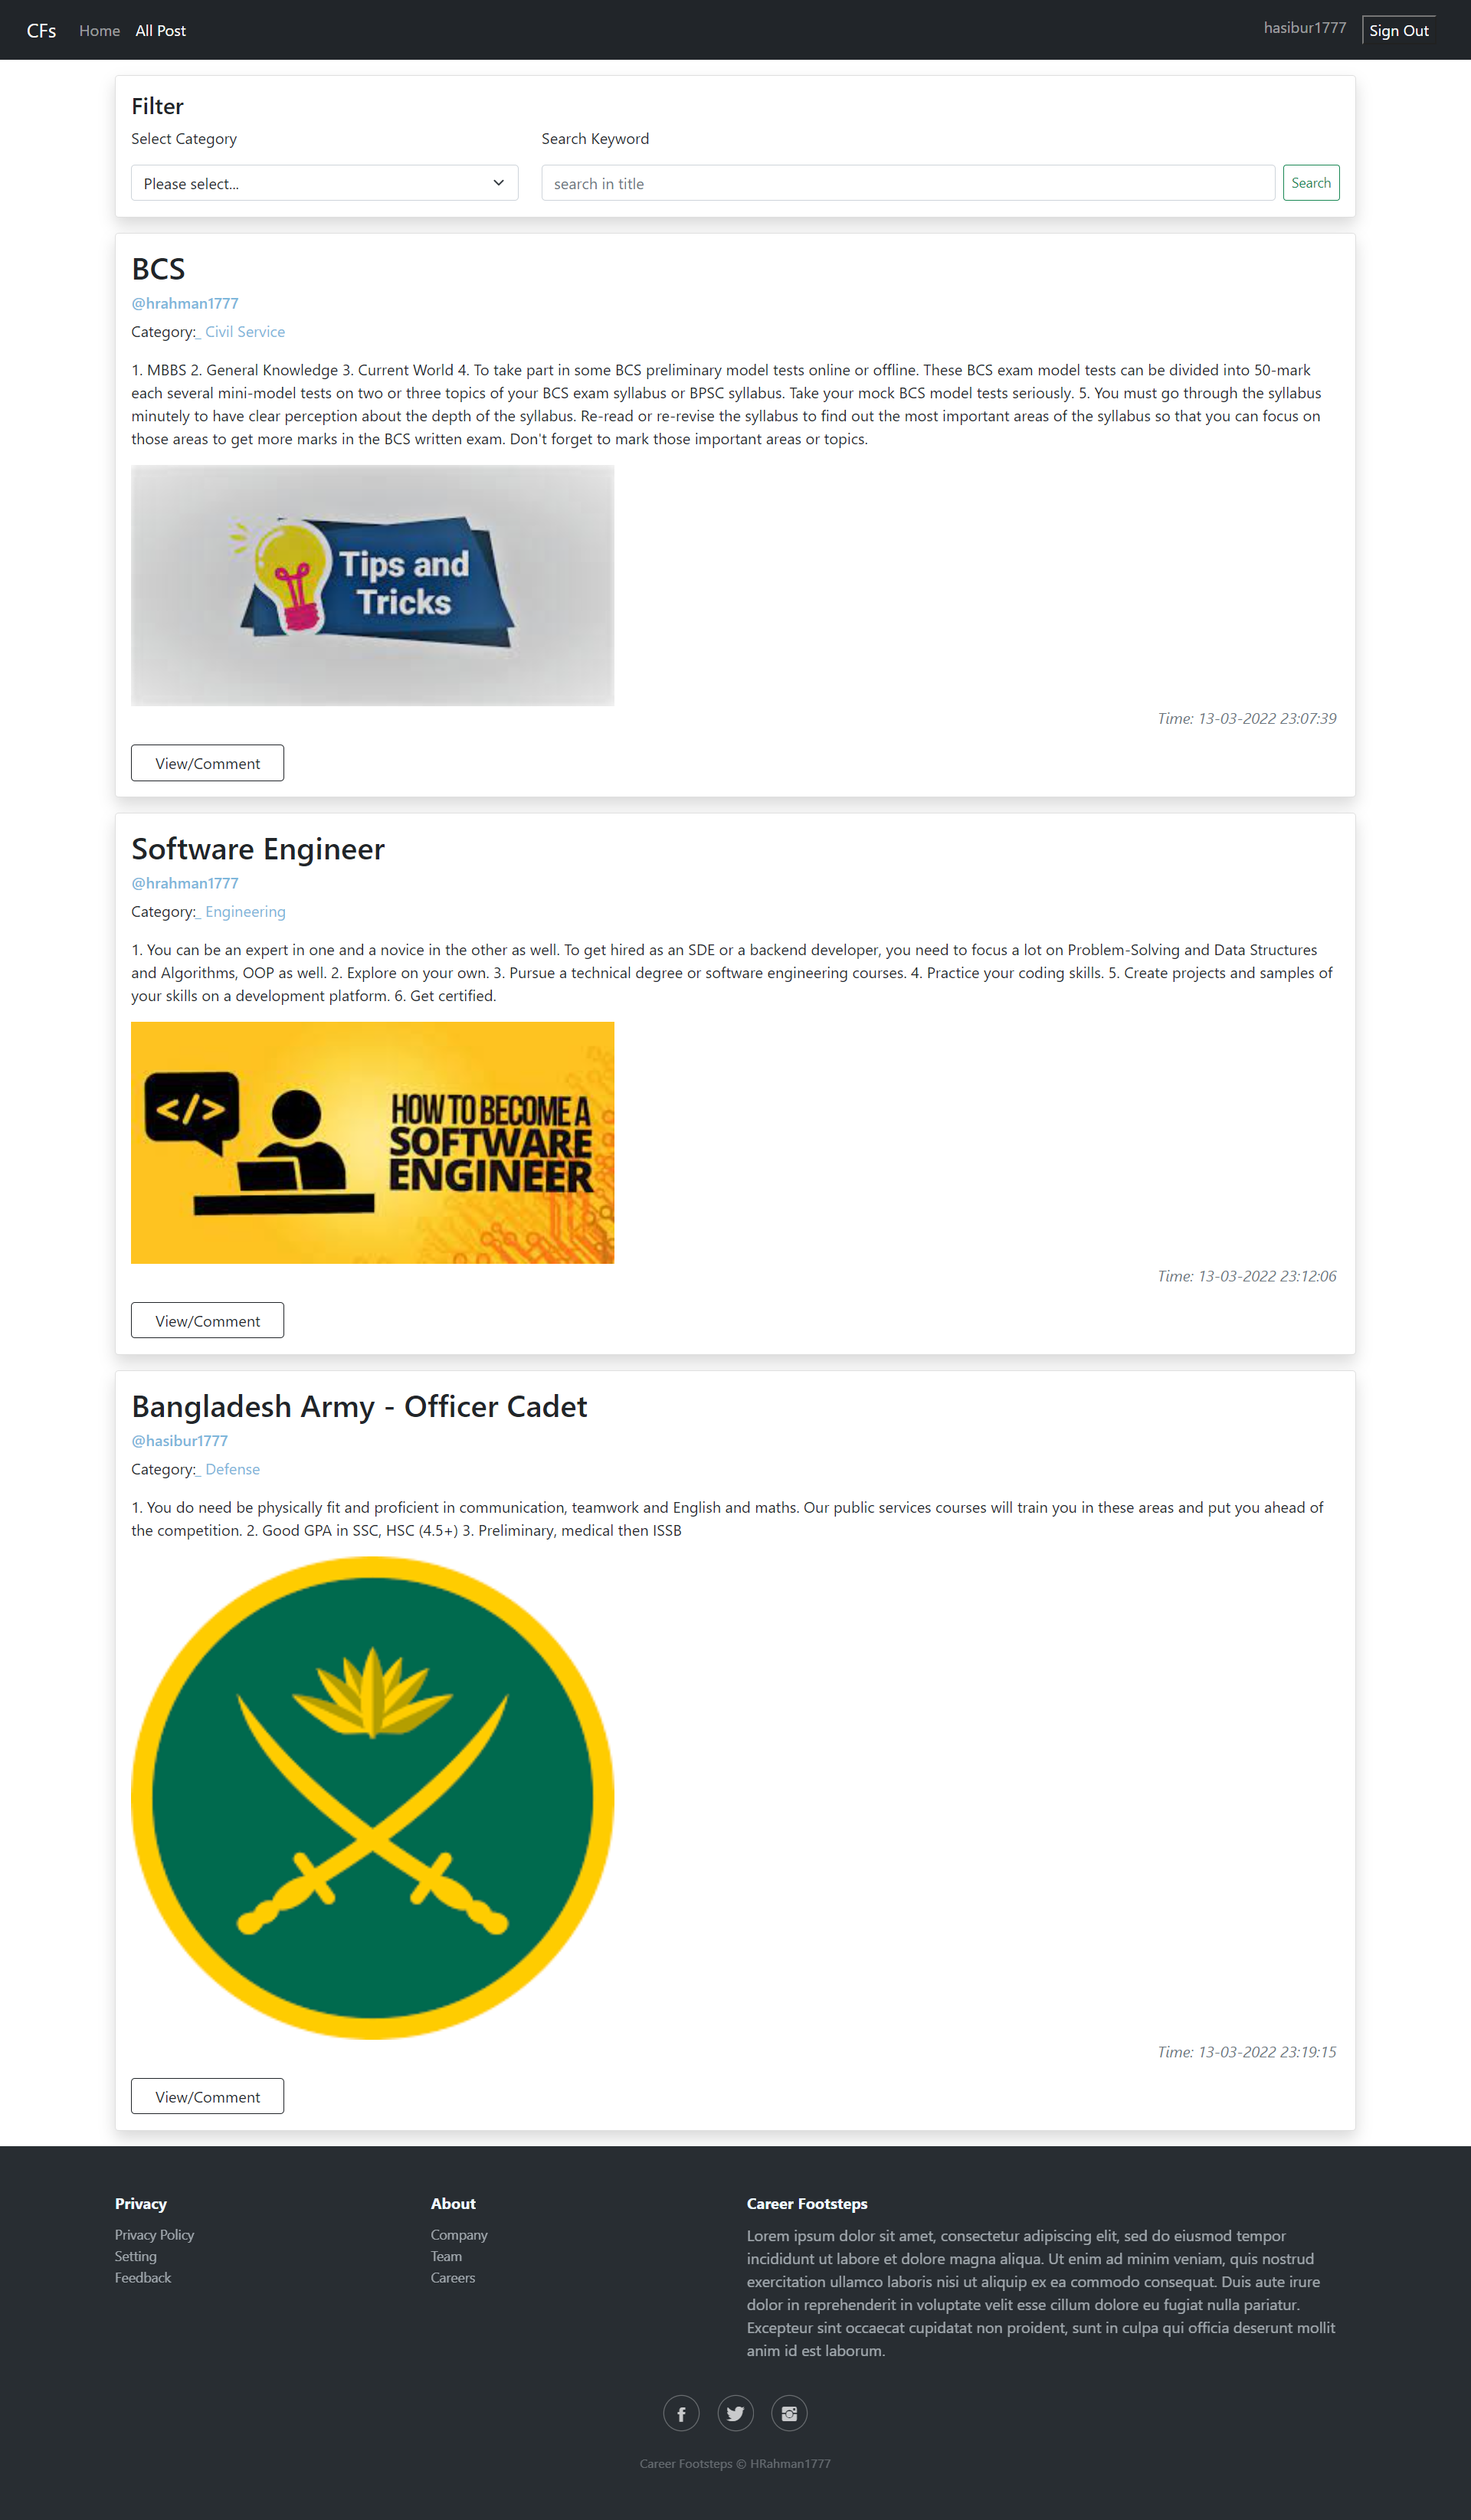 CFs Home All Post hasibur1777 Sign Out
Filter
Select Category Search Keyword
Please select... search in title Search
BCS
@hrahman1777
Category:_ Civil Service
1. MBBS 2. General Knowledge 3. Current World 4. To take part in some BCS preliminary model tests online or offline. These BCS exam model tests can be divided into 50-mark
each several mini-model tests on two or three topics of your BCS exam syllabus or BPSC syllabus. Take your mock BCS model tests seriously. 5. You must go through the syllabus
minutely to have clear perception about the depth of the syllabus. Re-read or re-revise the syllabus to find out the most important areas of the syllabus so that you can focus on
those areas to get more marks in the BCS written exam. Don't forget to mark those important areas or topics.
Tips and
Tricks
Time: 13-03-2022 23:07:39
View/Comment
Software Engineer
@hrahman1777
Category:_ Engineering
1. You can be an expert in one and a novice in the other as well. To get hired as an SDE or a backend developer, you need to focus a lot on Problem-Solving and Data Structures
and Algorithms, OOP as well. 2. Explore on your own. 3. Pursue a technical degree or software engineering courses. 4. Practice your coding skills. 5. Create projects and samples of
your skills on a development platform. 6. Get certified.
</>
HOW TO BECOME A
SOFTWARE
ENGINEER
Time: 13-03-2022 23:12:06
View/Comment
Bangladesh Army - Officer Cadet
@hasibur1777
Category:_ Defense
1. You do need be physically fit and proficient in communication, teamwork and English and maths. Our public services courses will train you in these areas and put you ahead of
the competition. 2. Good GPA in SSC, HSC (4.5+) 3. Preliminary, medical then ISSB
Time: 13-03-2022 23:19:15
View/Comment
Privacy
Privacy Policy
Setting
Feedback
About
Company
Team
Careers
Career Footsteps
Lorem ipsum dolor sit amet, consectetur adipiscing elit, sed do eiusmod tempor
incididunt ut labore et dolore magna aliqua. Ut enim ad minim veniam, quis nostrud
exercitation ullamco laboris nisi ut aliquip ex ea commodo consequat. Duis aute irure
dolor in reprehenderit in voluptate velit esse cillum dolore eu fugiat nulla pariatur.
Excepteur sint occaecat cupidatat non proident, sunt in culpa qui officia deserunt mollit
anim id est laborum.
Career Footsteps © HRahman1777